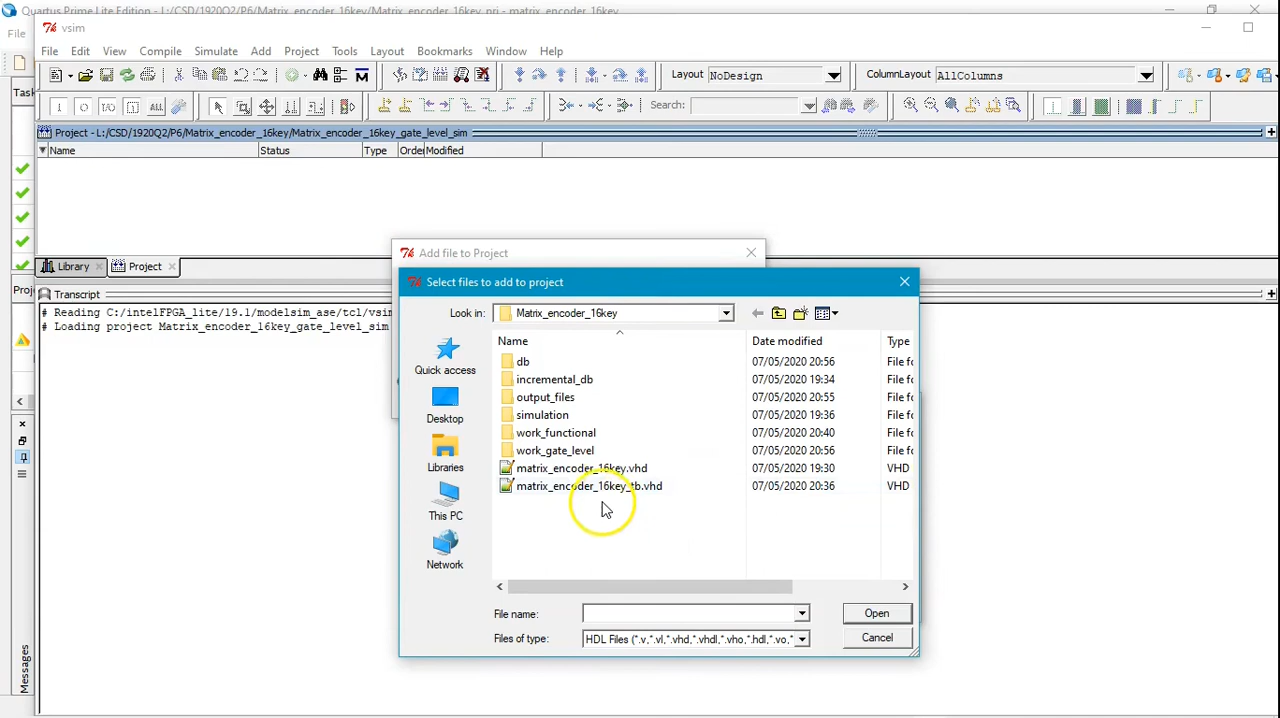 Quartus Prime Lite Edition - L:/CSD/1920Q2/P6/Matrix_encoder_16key/Matrix_encoder_16key_prj - matrix_encoder_16key
File
vsim
File Edit View Compile Simulate Add Project Tools Layout Bookmarks Window Help
Layout NoDesign ColumnLayout AllColumns
Task
ALL
Search:
Project - L:/CSD/1920Q2/P6/Matrix_encoder_16key/Matrix_encoder_16key_gate_level_sim
Name Status Type Order Modified
Add file to Project
Library Project
Select files to add to project
Proj Transcript
# Reading C:/intelFPGA_lite/19.1/modelsim_ase/tcl/vsim
# Loading project Matrix_encoder_16key_gate_level_sim
Look in: Matrix_encoder_16key
Name Date modified Type
db 07/05/2020 20:56 File fo
incremental_db 07/05/2020 19:34 File fo
output_files 07/05/2020 20:55 File fo
simulation 07/05/2020 19:36 File fo
work_functional 07/05/2020 20:40 File fo
work_gate_level 07/05/2020 20:56 File fo
matrix_encoder_16key.vhd 07/05/2020 19:30 VHD
matrix_encoder_16key_tb.vhd 07/05/2020 20:36 VHD
Quick access
Desktop
Libraries
This PC
Network
File name: Open
Files of type: HDL Files (*.v,*.vl,*.vhd,*.vhdl,*.vho,*.hdl,*.vo,* Cancel
Messages